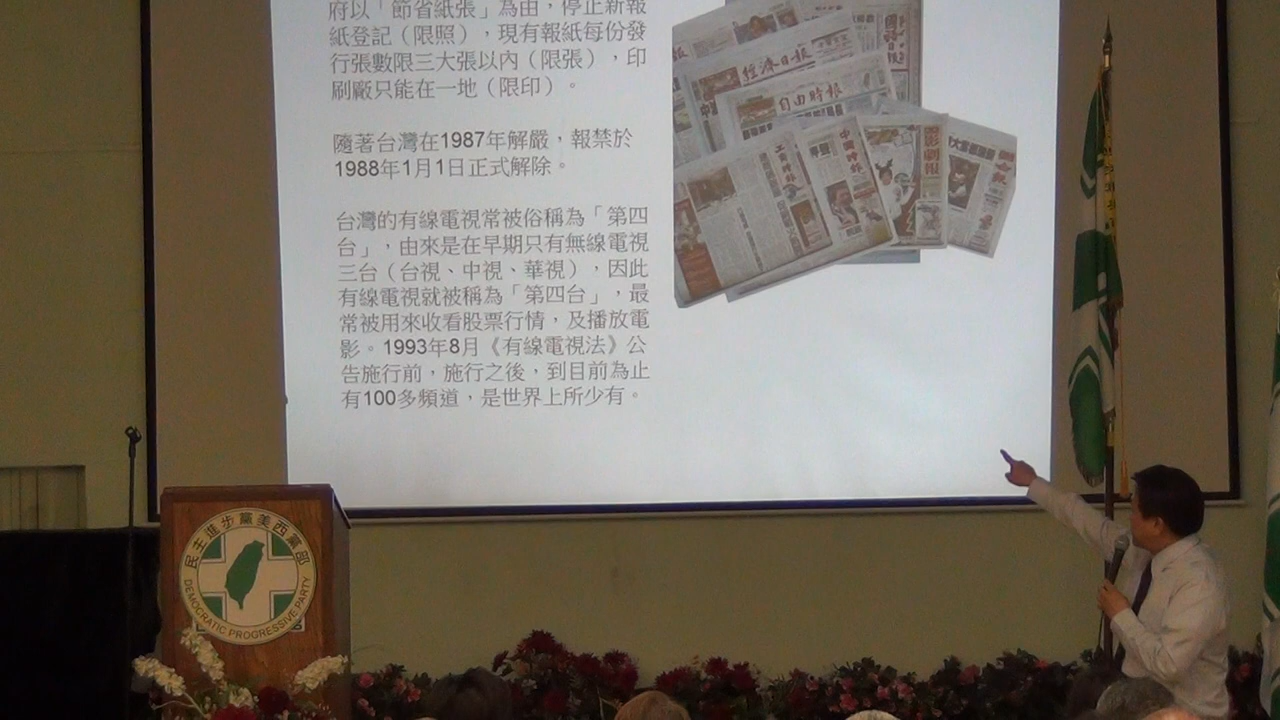 府以「節省紙張」為由，停止新報
紙登記（限照），現有報紙每份發
行張數限三大張以內（限張），印
刷廠只能在一地（限印）。
隨著台灣在1987年解嚴，報禁於
1988年1月1日正式解除。
台灣的有線電視常被俗稱為「第四
台」，由來是在早期只有無線電視
三台（台視、中視、華視），因此
有線電視就被稱為「第四台」，最
常被用來收看股票行情，及播放電
影。1993年8月《有線電視法》公
告施行前，施行之後，到目前為止
有100多頻道，是世界上所少有。
經濟日報
自由時報
工商時報
中國時報
電影劇報
民主進步黨美西黨部
DEMOCRATIC PROGRESSIVE PARTY